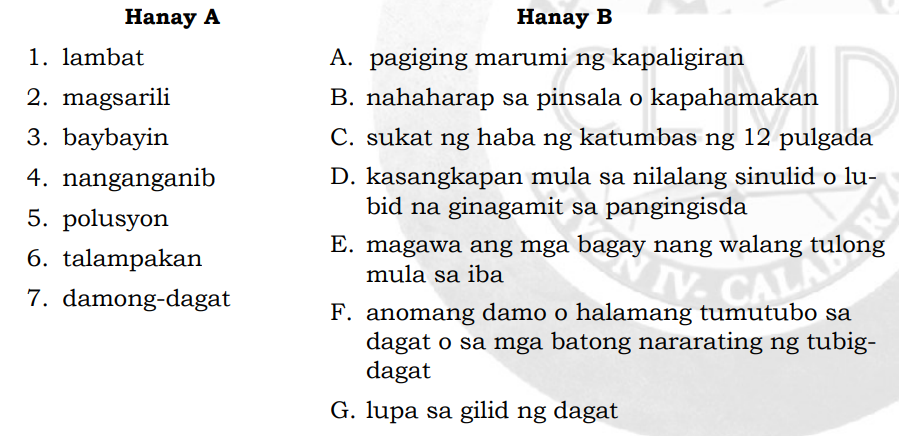 Hanay A
1. lambat
2. magsarili
3. baybayin
4. nanganganib
5. polusyon
6. talampakan
7. damong-dagat
Hanay B
A. pagiging marumi ng kapaligiran
B. nahaharap sa pinsala o kapahamakan
C. sukat ng haba ng katumbas ng 12 pulgada
D. kasangkapan mula sa nilalang sinulid o lu-
bid na ginagamit sa pangingisda
E. magawa ang mga bagay nang walang tulong
mula sa iba
F. anomang damo o halamang tumutubo sa
dagat o sa mga batong nararating ng tubig-
dagat
G. lupa sa gilid ng dagat
CLMD
IV- CALABARZ